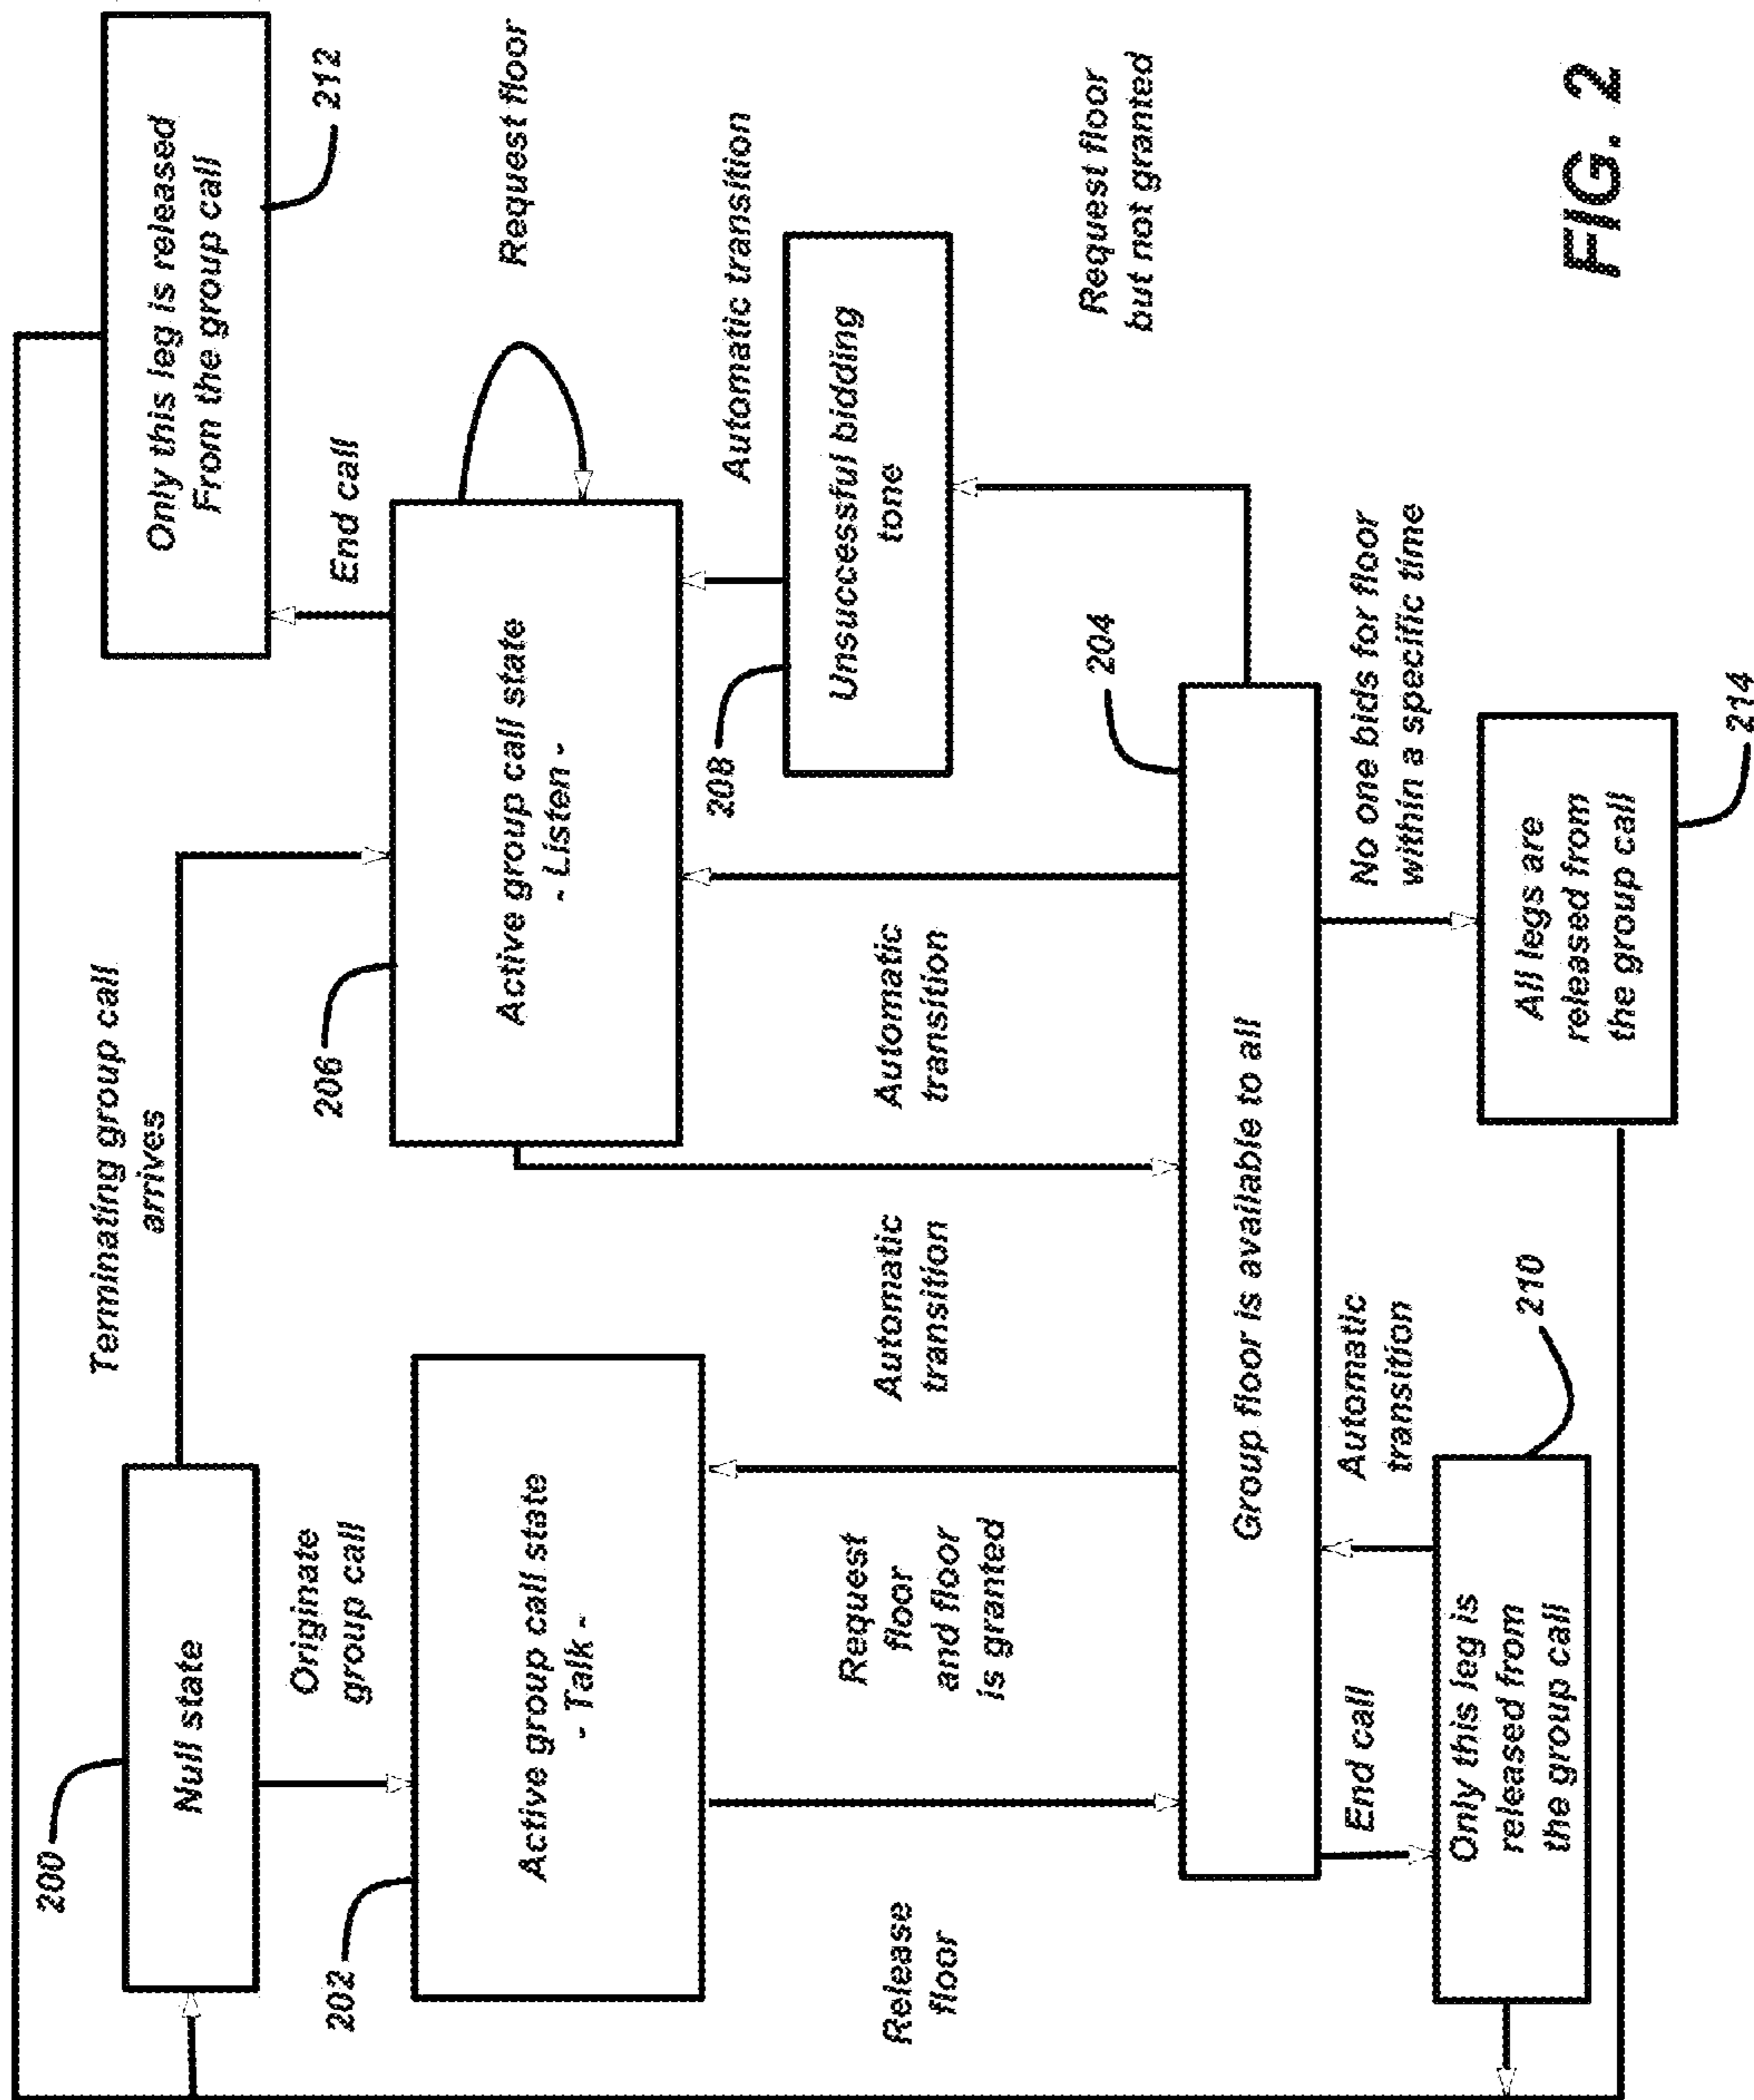 200
Null state
Terminating group call
arrives
Only this leg is released
From the group call
212
Originate
group call
End call
202
Active group call state
- Talk -
206
Active group call state
- Listen -
Request floor
Release
floor
Request
floor
and floor
is granted
Automatic
transition
Automatic
transition
Automatic transition
208
Unsuccessful bidding
tone
204
Request floor
but not granted
Group floor is available to all
End call
Automatic
transition
No one bids for floor
within a specific time
Only this leg is
released from
the group call
210
All legs are
released from
the group call
214
FIG. 2